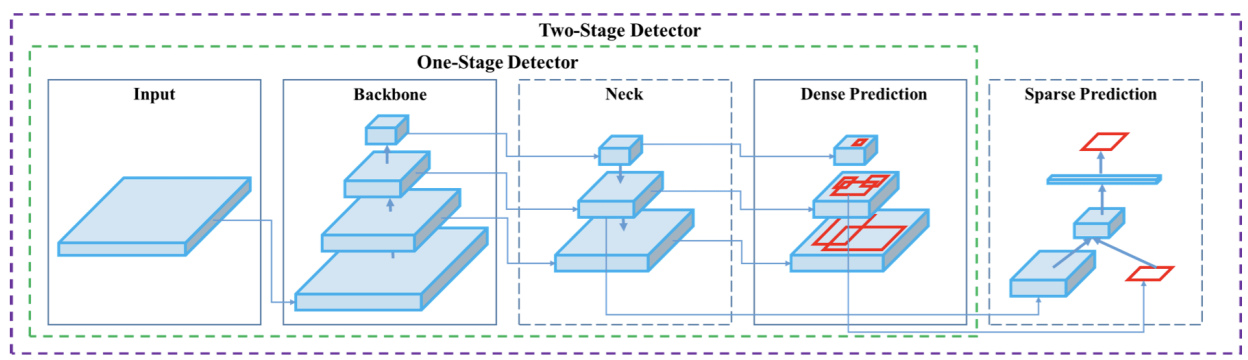 Two-Stage Detector
One-Stage Detector
Input
Backbone
Neck
Dense Prediction
Sparse Prediction